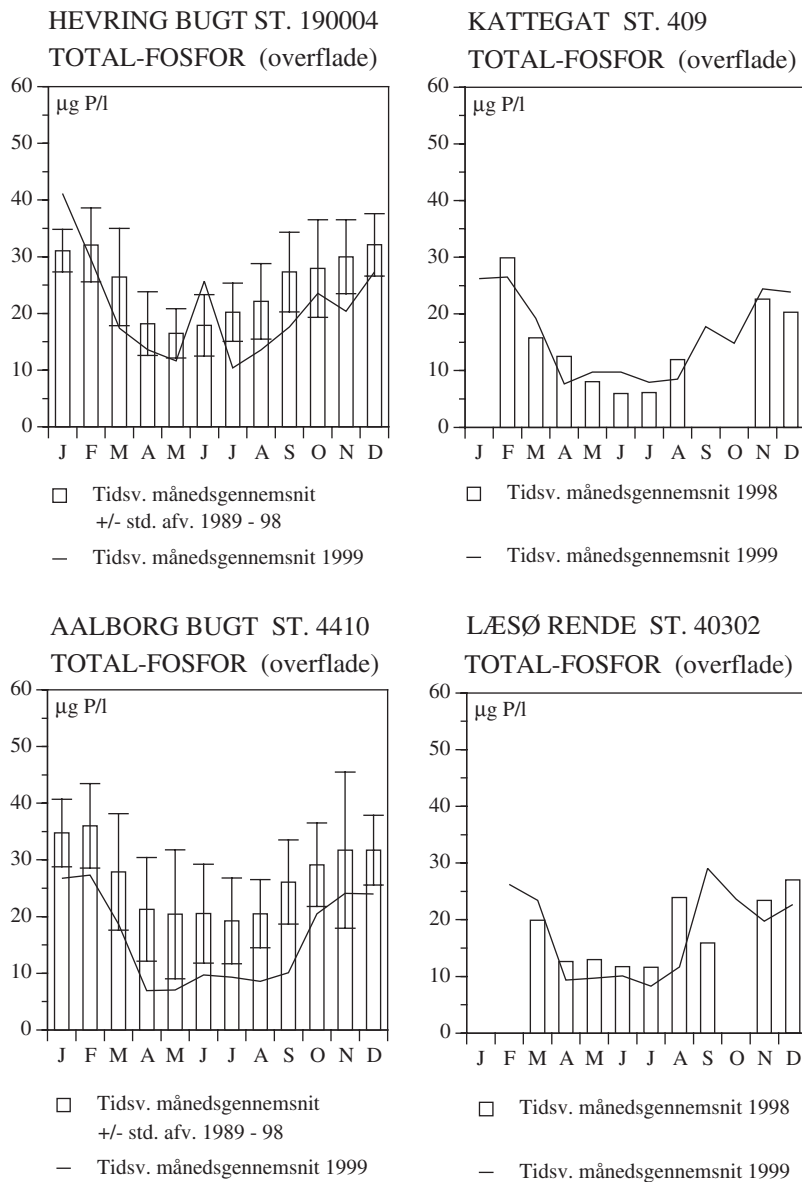 HEVRING BUGT ST. 190004
TOTAL-FOSFOR (overflade)
60
50
40
30
20
10
0
µg P/l
J F M A M J J A S O N D
Tidsv. månedsgennemsnit
+/- std. afv. 1989 - 98
Tidsv. månedsgennemsnit 1999
KATTEGAT ST. 409
TOTAL-FOSFOR (overflade)
60
50
40
30
20
10
0
µg P/l
J F M A M J J A S O N D
Tidsv. månedsgennemsnit 1998
Tidsv. månedsgennemsnit 1999
AALBORG BUGT ST. 4410
TOTAL-FOSFOR (overflade)
60
50
40
30
20
10
0
µg P/l
J F M A M J J A S O N D
Tidsv. månedsgennemsnit
+/- std. afv. 1989 - 98
Tidsv. månedsgennemsnit 1999
LÆSØ RENDE ST. 40302
TOTAL-FOSFOR (overflade)
60
50
40
30
20
10
0
µg P/l
J F M A M J J A S O N D
Tidsv. månedsgennemsnit 1998
Tidsv. månedsgennemsnit 1999